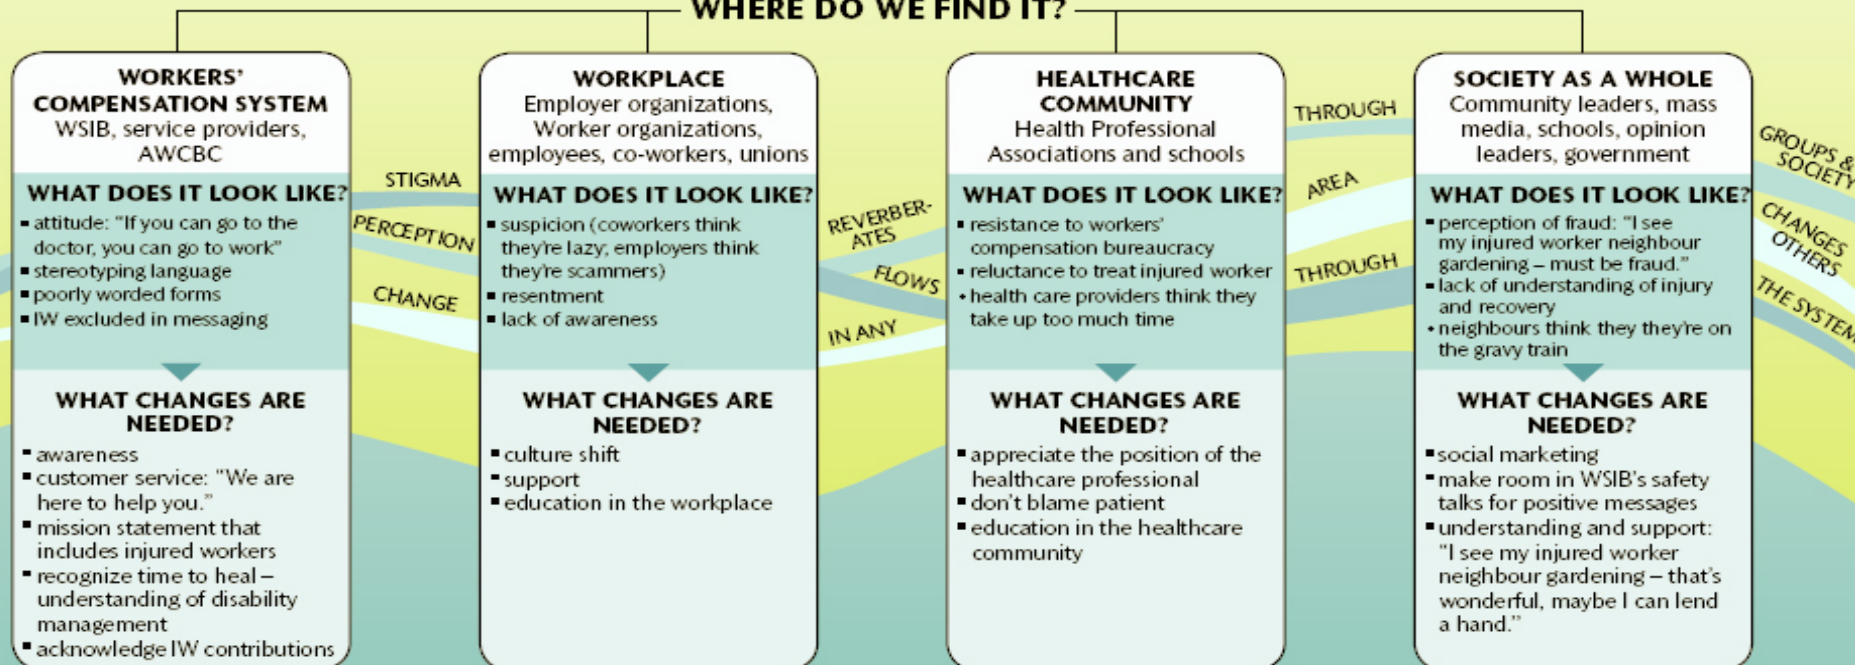 WHERE DO WE FIND IT?
WORKERS'
COMPENSATION SYSTEM
WSIB, service providers,
AWCBC
WHAT DOES IT LOOK LIKE?
▪ attitude: "If you can go to the
doctor, you can go to work"
▪ stereotyping language
▪ poorly worded forms
▪ IW excluded in messaging
WHAT CHANGES ARE
NEEDED?
▪ awareness
▪ customer service: "We are
here to help you."
▪ mission statement that
includes injured workers
▪ recognize time to heal –
understanding of disability
management
▪ acknowledge IW contributions
STIGMA
PERCEPTION
CHANGE
WORKPLACE
Employer organizations,
Worker organizations,
employees, co-workers, unions
WHAT DOES IT LOOK LIKE?
▪ suspicion (coworkers think
they're lazy; employers think
they're scammers)
▪ resentment
▪ lack of awareness
WHAT CHANGES ARE
NEEDED?
▪ culture shift
▪ support
▪ education in the workplace
REVERBER-
ATES
FLOWS
IN ANY
HEALTHCARE
COMMUNITY
Health Professional
Associations and schools
WHAT DOES IT LOOK LIKE?
▪ resistance to workers'
compensation bureaucracy
▪ reluctance to treat injured worker
• health care providers think they
take up too much time
WHAT CHANGES ARE
NEEDED?
▪ appreciate the position of the
healthcare professional
▪ don't blame patient
▪ education in the healthcare
community
THROUGH
AREA
THROUGH
SOCIETY AS A WHOLE
Community leaders, mass
media, schools, opinion
leaders, government
WHAT DOES IT LOOK LIKE?
▪ perception of fraud: "I see
my injured worker neighbour
gardening – must be fraud."
▪ lack of understanding of injury
and recovery
• neighbours think they they're on
the gravy train
WHAT CHANGES ARE
NEEDED?
▪ social marketing
▪ make room in WSIB's safety
talks for positive messages
▪ understanding and support:
"I see my injured worker
neighbour gardening – that's
wonderful, maybe I can lend
a hand."
GROUPS &
SOCIETY
CHANGES
OTHERS
THE SYSTEM